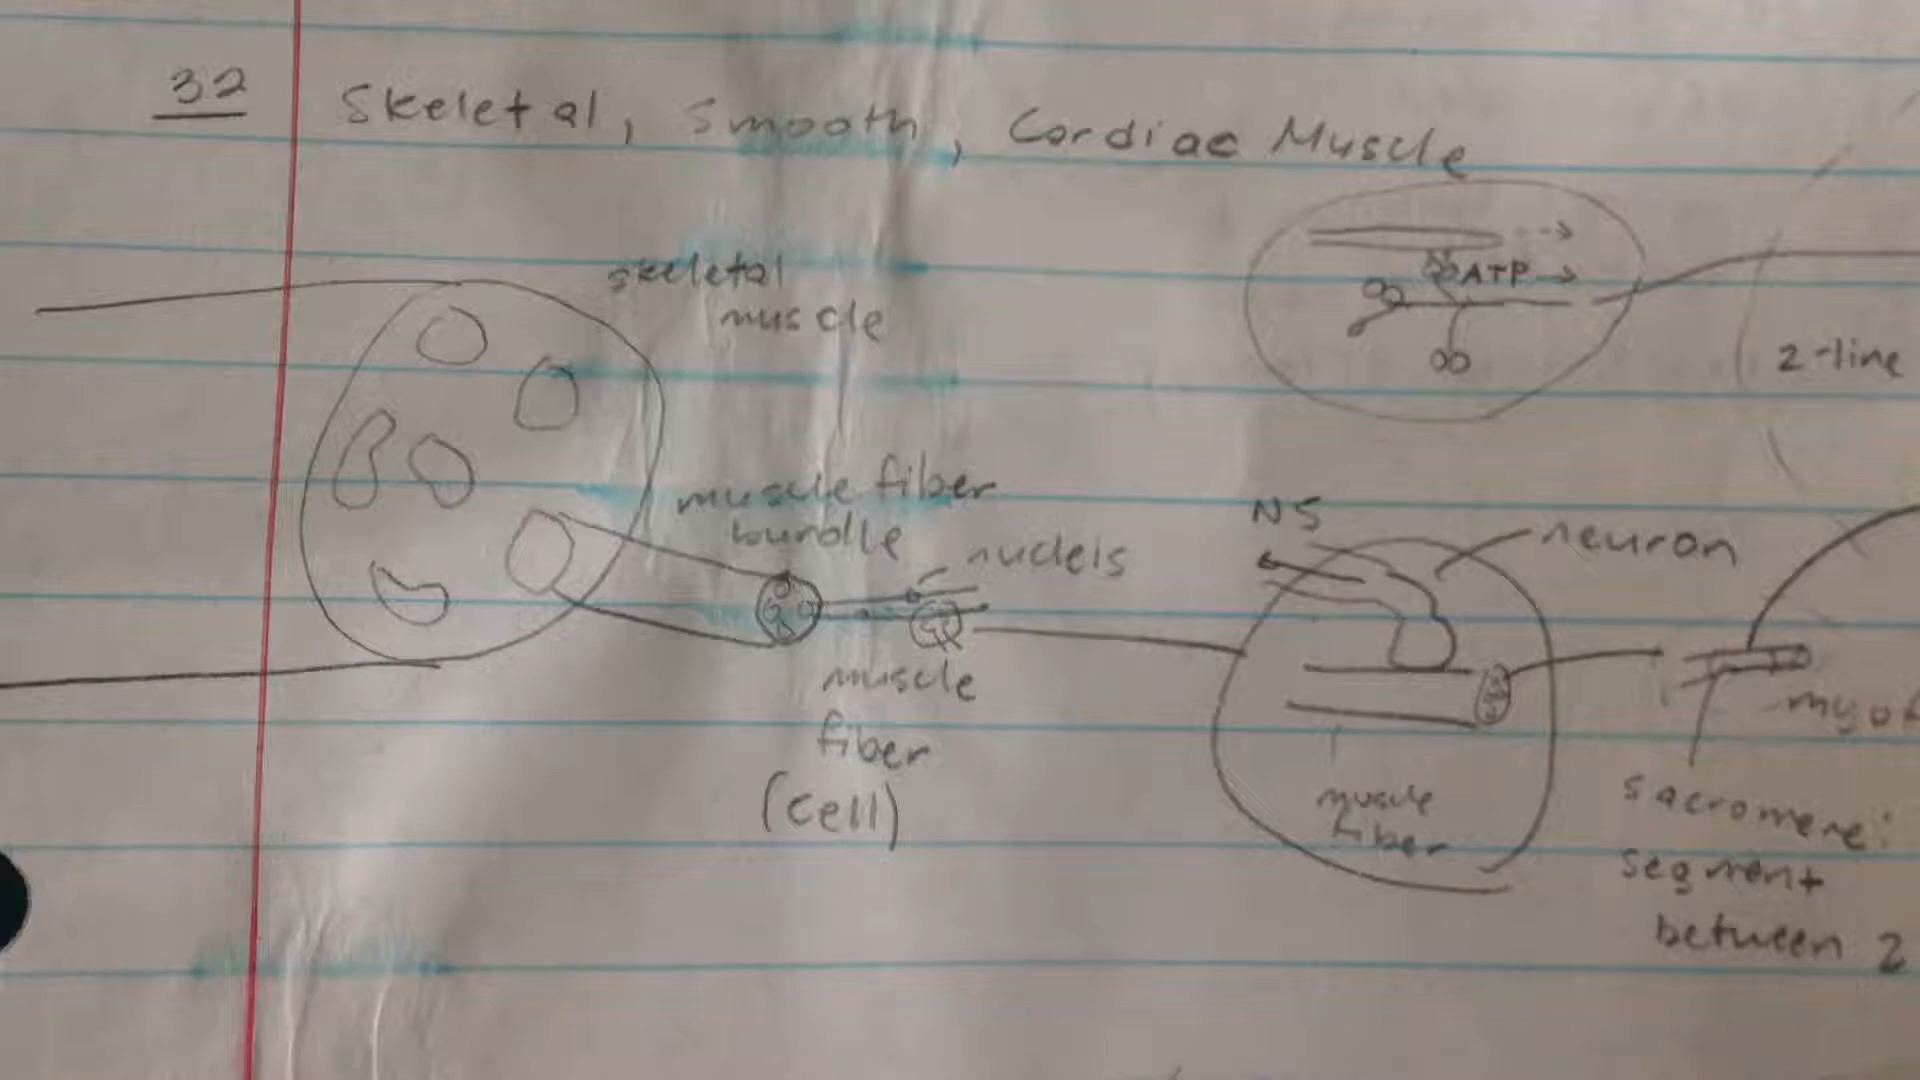 32 Skeletal, Smooth, Cardiac Muscle
skeletal
muscle
ATP
z-line
muscle fiber
bundle
nucleis
NS
neuron
muscle
fiber
(cell)
muscle
fiber
myof
sacromere:
segment
between 2